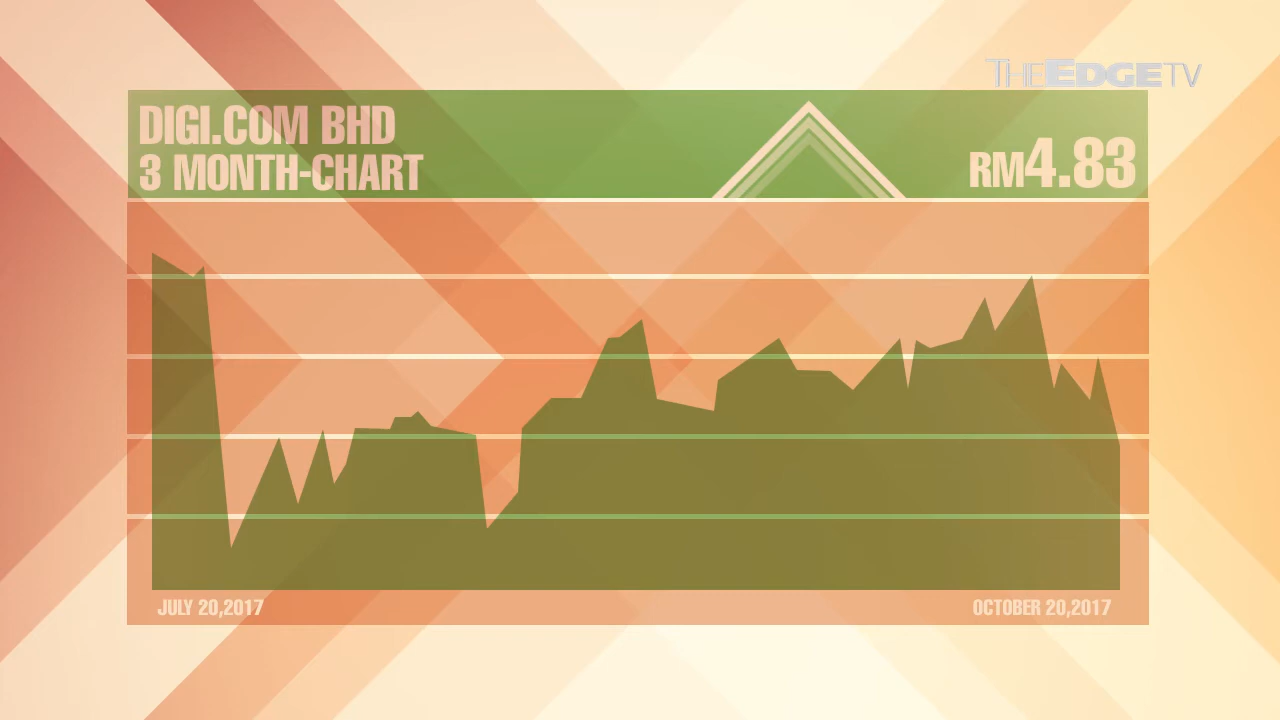 THEEDGETV
DIGI.COM BHD
3 MONTH-CHART
RM4.83
JULY 20,2017
OCTOBER 20,2017